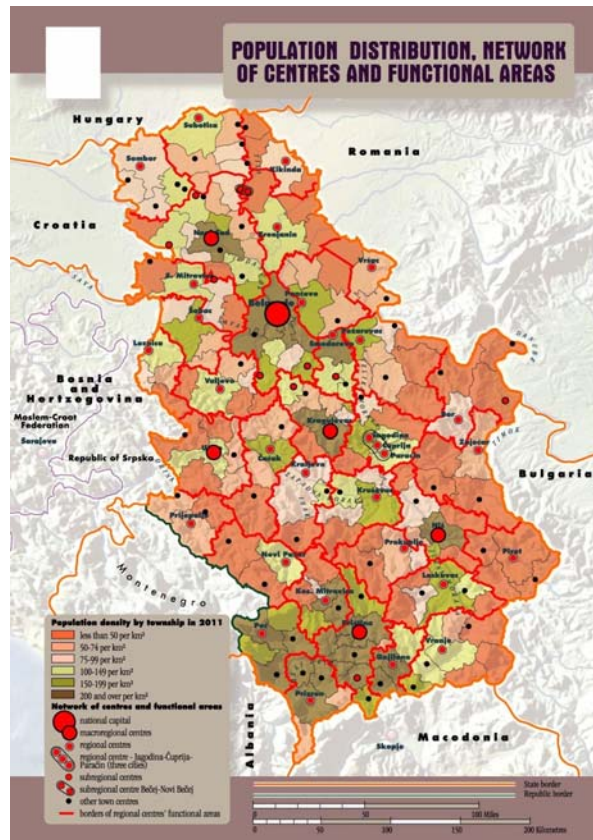 POPULATION DISTRIBUTION, NETWORK
OF CENTRES AND FUNCTIONAL AREAS
Hungary
Romania
Croatia
Bosnia
and
Hertzogovina
Moslem-Croat
Federation
Sarajevo
Republic of Srpska
Montenegro
Albania
Macedonia
Skopje
Bulgaria
Subotica
Sombor
Kikinda
Zrenjanin
Vršac
S. Mitrovica
Pančevo
Šabac
Smederevo
Požarevac
Loznica
Valjevo
Bor
Zaječar
Kragujevac
Jagodina
Ćuprija
Paraćin
Čačak
Kraljevo
Kruševac
Prijepolje
Novi Pazar
Niš
Prokuplje
Pirot
Leskovac
Kos. Mitrovica
Peć
Priština
Gnjilane
Vranje
Prizren
SAVA
TIMOK
Population density by township in 2011
less than 50 per km²
50-74 per km²
75-99 per km²
100-149 per km²
150-199 per km²
200 and over per km²
Network of centres and functional areas
national capital
macroregional centres
regional centres
regional centre - Jagodina-Ćuprija-
Paraćin (three cities)
subregional centres
subregional centre Bečej-Novi Bečej
other town centres
borders of regional centres' functional areas
State border
Republic border
0 50 100 Miles
0 50 100 150 200 Kilometres